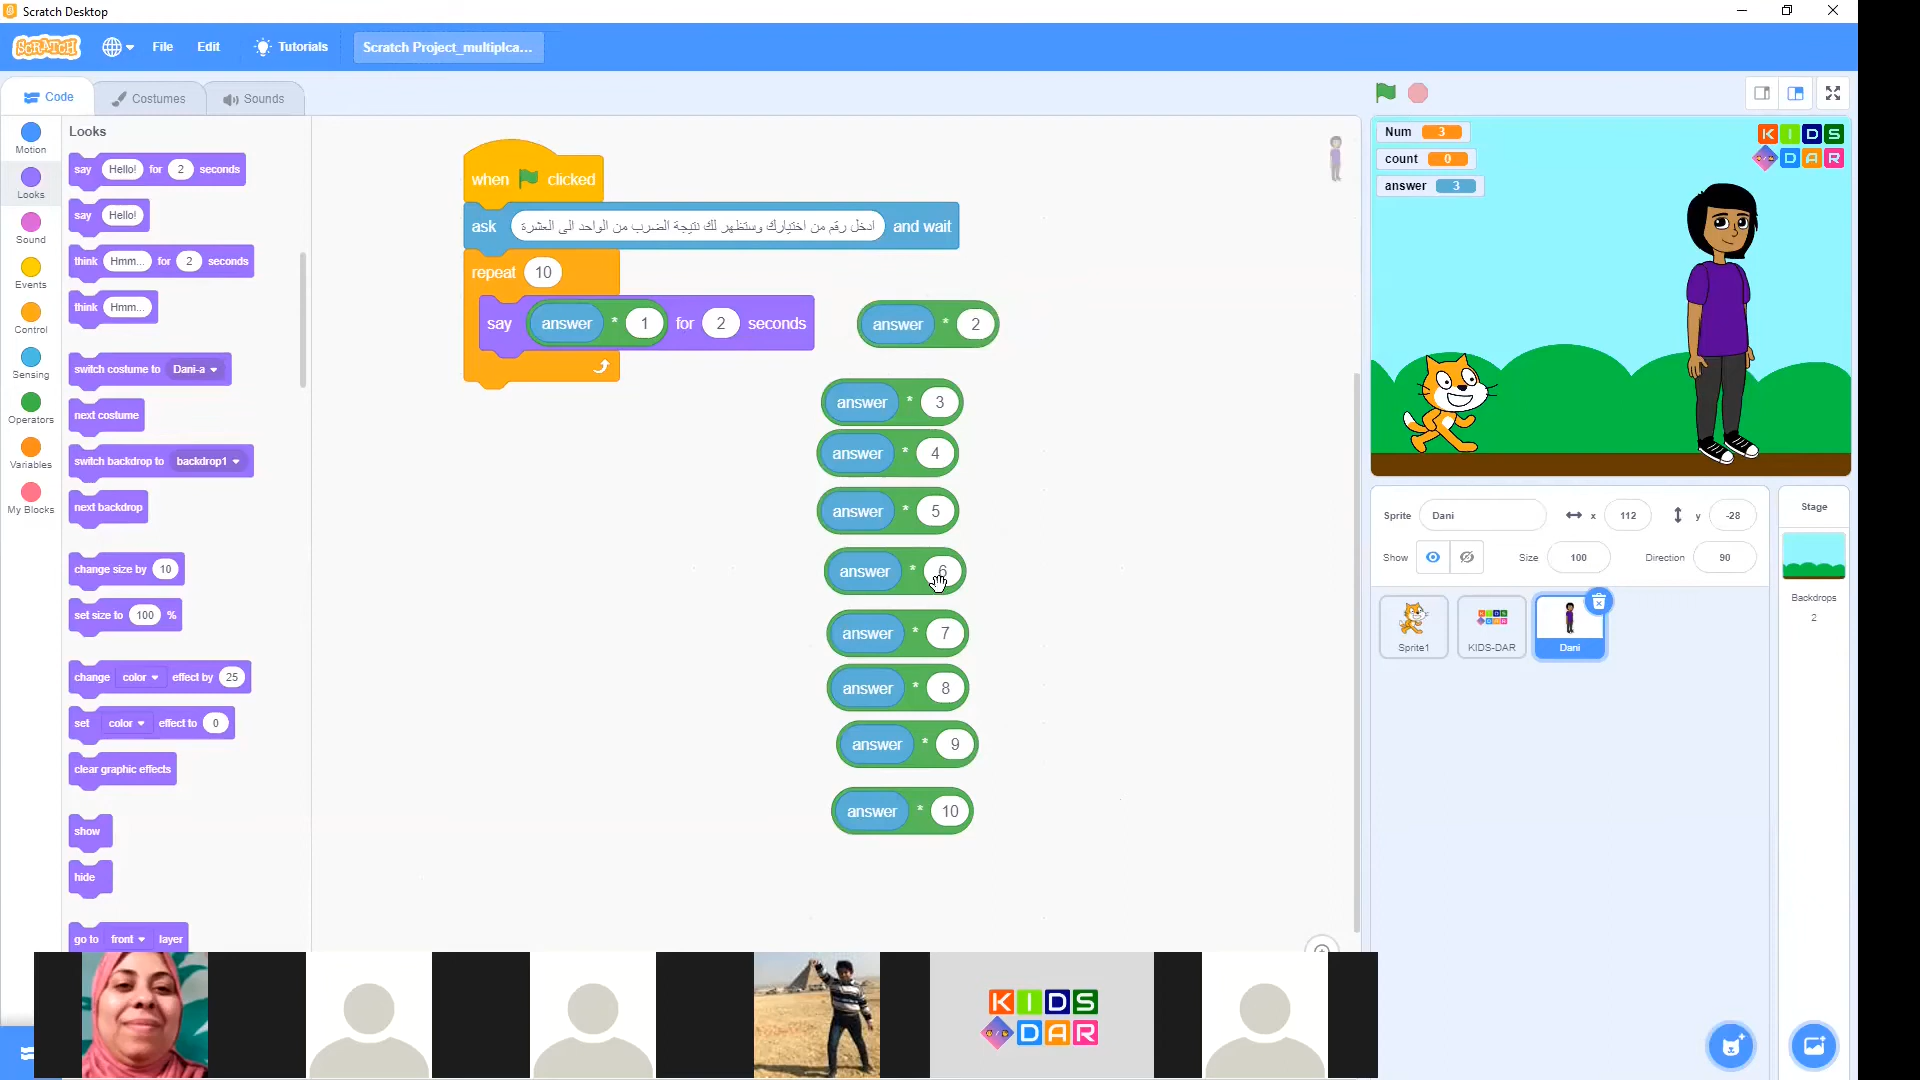 Scratch Desktop
SCRATCH File Edit Tutorials Scratch Project_multiplca...
Code Costumes Sounds
Motion
Looks
Sound
Events
Control
Sensing
Operators
Variables
My Blocks
Looks
say Hello! for 2 seconds
say Hello!
think Hmm... for 2 seconds
think Hmm...
switch costume to Dani-a
next costume
switch backdrop to backdrop1
next backdrop
change size by 10
set size to 100 %
change color effect by 25
set color effect to 0
clear graphic effects
show
hide
go to front layer
when clicked
ask ادخل رقم من اختيارك وستظهر لك نتيجة الضرب من الواحد الى العشرة and wait
repeat 10
say answer * 1 for 2 seconds
answer * 2
answer * 3
answer * 4
answer * 5
answer * 6
answer * 7
answer * 8
answer * 9
answer * 10
Num 3
count 0
answer 3
KIDS
DAR
Sprite Dani x 112 y -28
Show Size 100 Direction 90
Sprite1
KIDS-DAR
Dani
Stage
Backdrops
2
KIDS
DAR